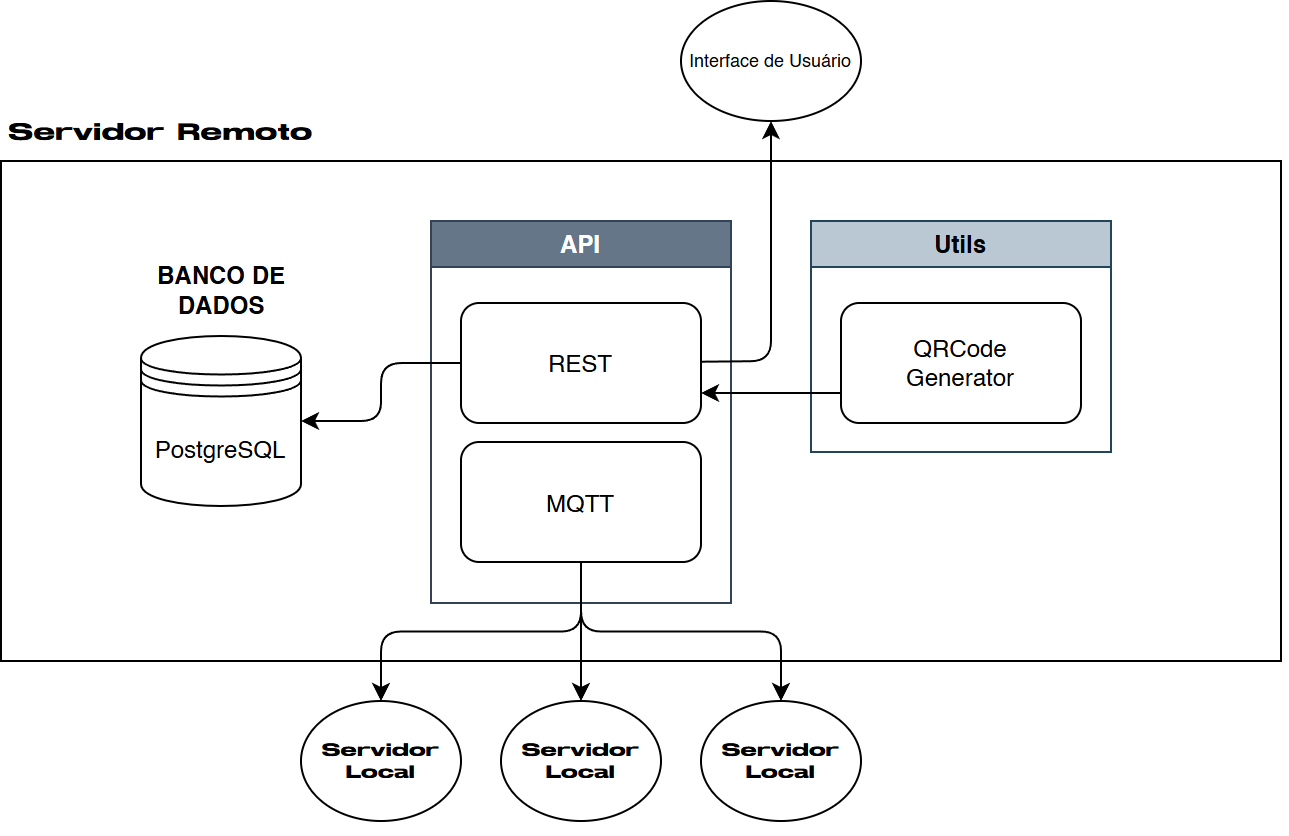 Interface de Usuário
Servidor Remoto
API
Utils
BANCO DE
DADOS
REST
QRCode
Generator
PostgreSQL
MQTT
Servidor
Local
Servidor
Local
Servidor
Local